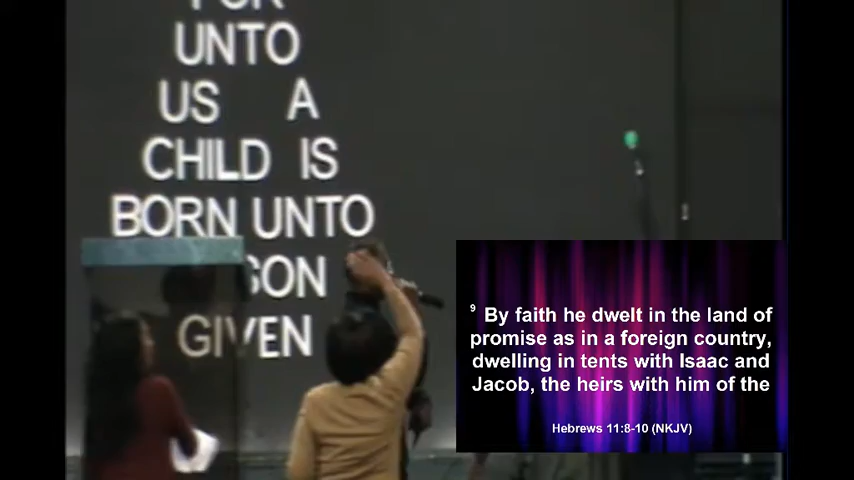 FOR
UNTO
US A
CHILD IS
BORN UNTO
SON
GIVEN
9 By faith he dwelt in the land of
promise as in a foreign country,
dwelling in tents with Isaac and
Jacob, the heirs with him of the
Hebrews 11:8-10 (NKJV)